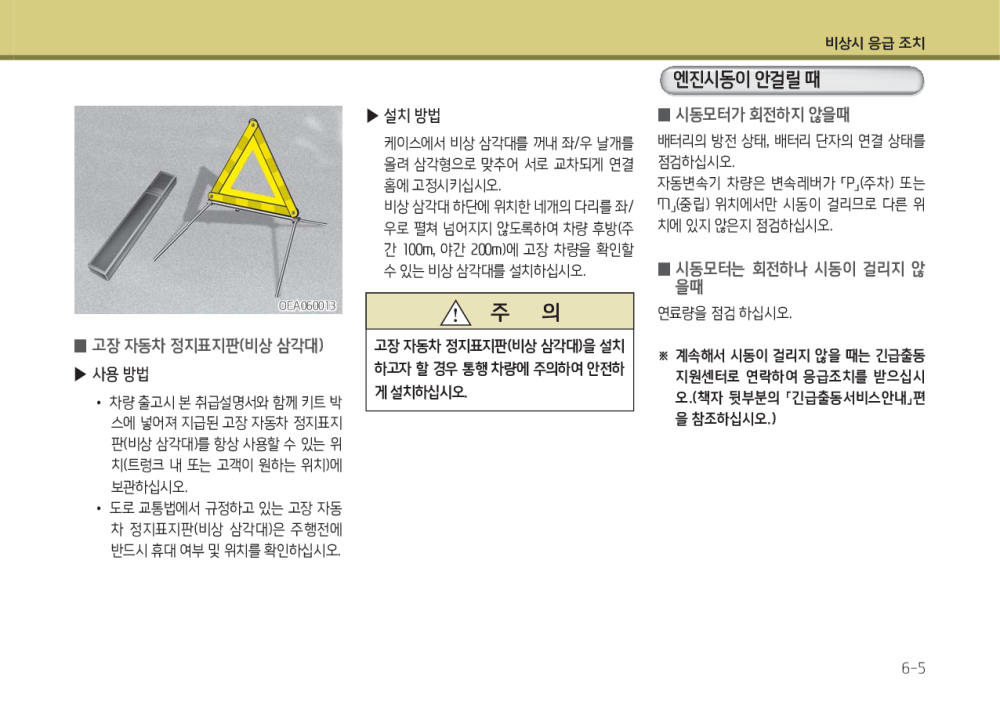 비상시 응급 조치
OEA060013
■ 고장 자동차 정지표지판(비상 삼각대)
▶ 사용 방법
• 차량 출고시 본 취급설명서와 함께 키트 박
스에 넣어져 지급된 고장 자동차 정지표지
판(비상 삼각대)를 항상 사용할 수 있는 위
치(트렁크 내 또는 고객이 원하는 위치)에
보관하십시오.
• 도로 교통법에서 규정하고 있는 고장 자동
차 정지표지판(비상 삼각대)은 주행전에
반드시 휴대 여부 및 위치를 확인하십시오.
▶ 설치 방법
케이스에서 비상 삼각대를 꺼내 좌/우 날개를
올려 삼각형으로 맞추어 서로 교차되게 연결
홈에 고정시키십시오.
비상 삼각대 하단에 위치한 네개의 다리를 좌/
우로 펼쳐 넘어지지 않도록하여 차량 후방(주
간 100m, 야간 200m)에 고장 차량을 확인할
수 있는 비상 삼각대를 설치하십시오.
주 의
고장 자동차 정지표지판(비상 삼각대)을 설치
하고자 할 경우 통행 차량에 주의하여 안전하
게 설치하십시오.
엔진시동이 안걸릴 때
■ 시동모터가 회전하지 않을때
배터리의 방전 상태, 배터리 단자의 연결 상태를
점검하십시오.
자동변속기 차량은 변속레버가 「P」(주차) 또는
「N」(중립) 위치에서만 시동이 걸리므로 다른 위
치에 있지 않은지 점검하십시오.
■ 시동모터는 회전하나 시동이 걸리지 않
을때
연료량을 점검 하십시오.
※ 계속해서 시동이 걸리지 않을 때는 긴급출동
지원센터로 연락하여 응급조치를 받으십시
오.(책자 뒷부분의 「긴급출동서비스안내」편
을 참조하십시오.)
6-5